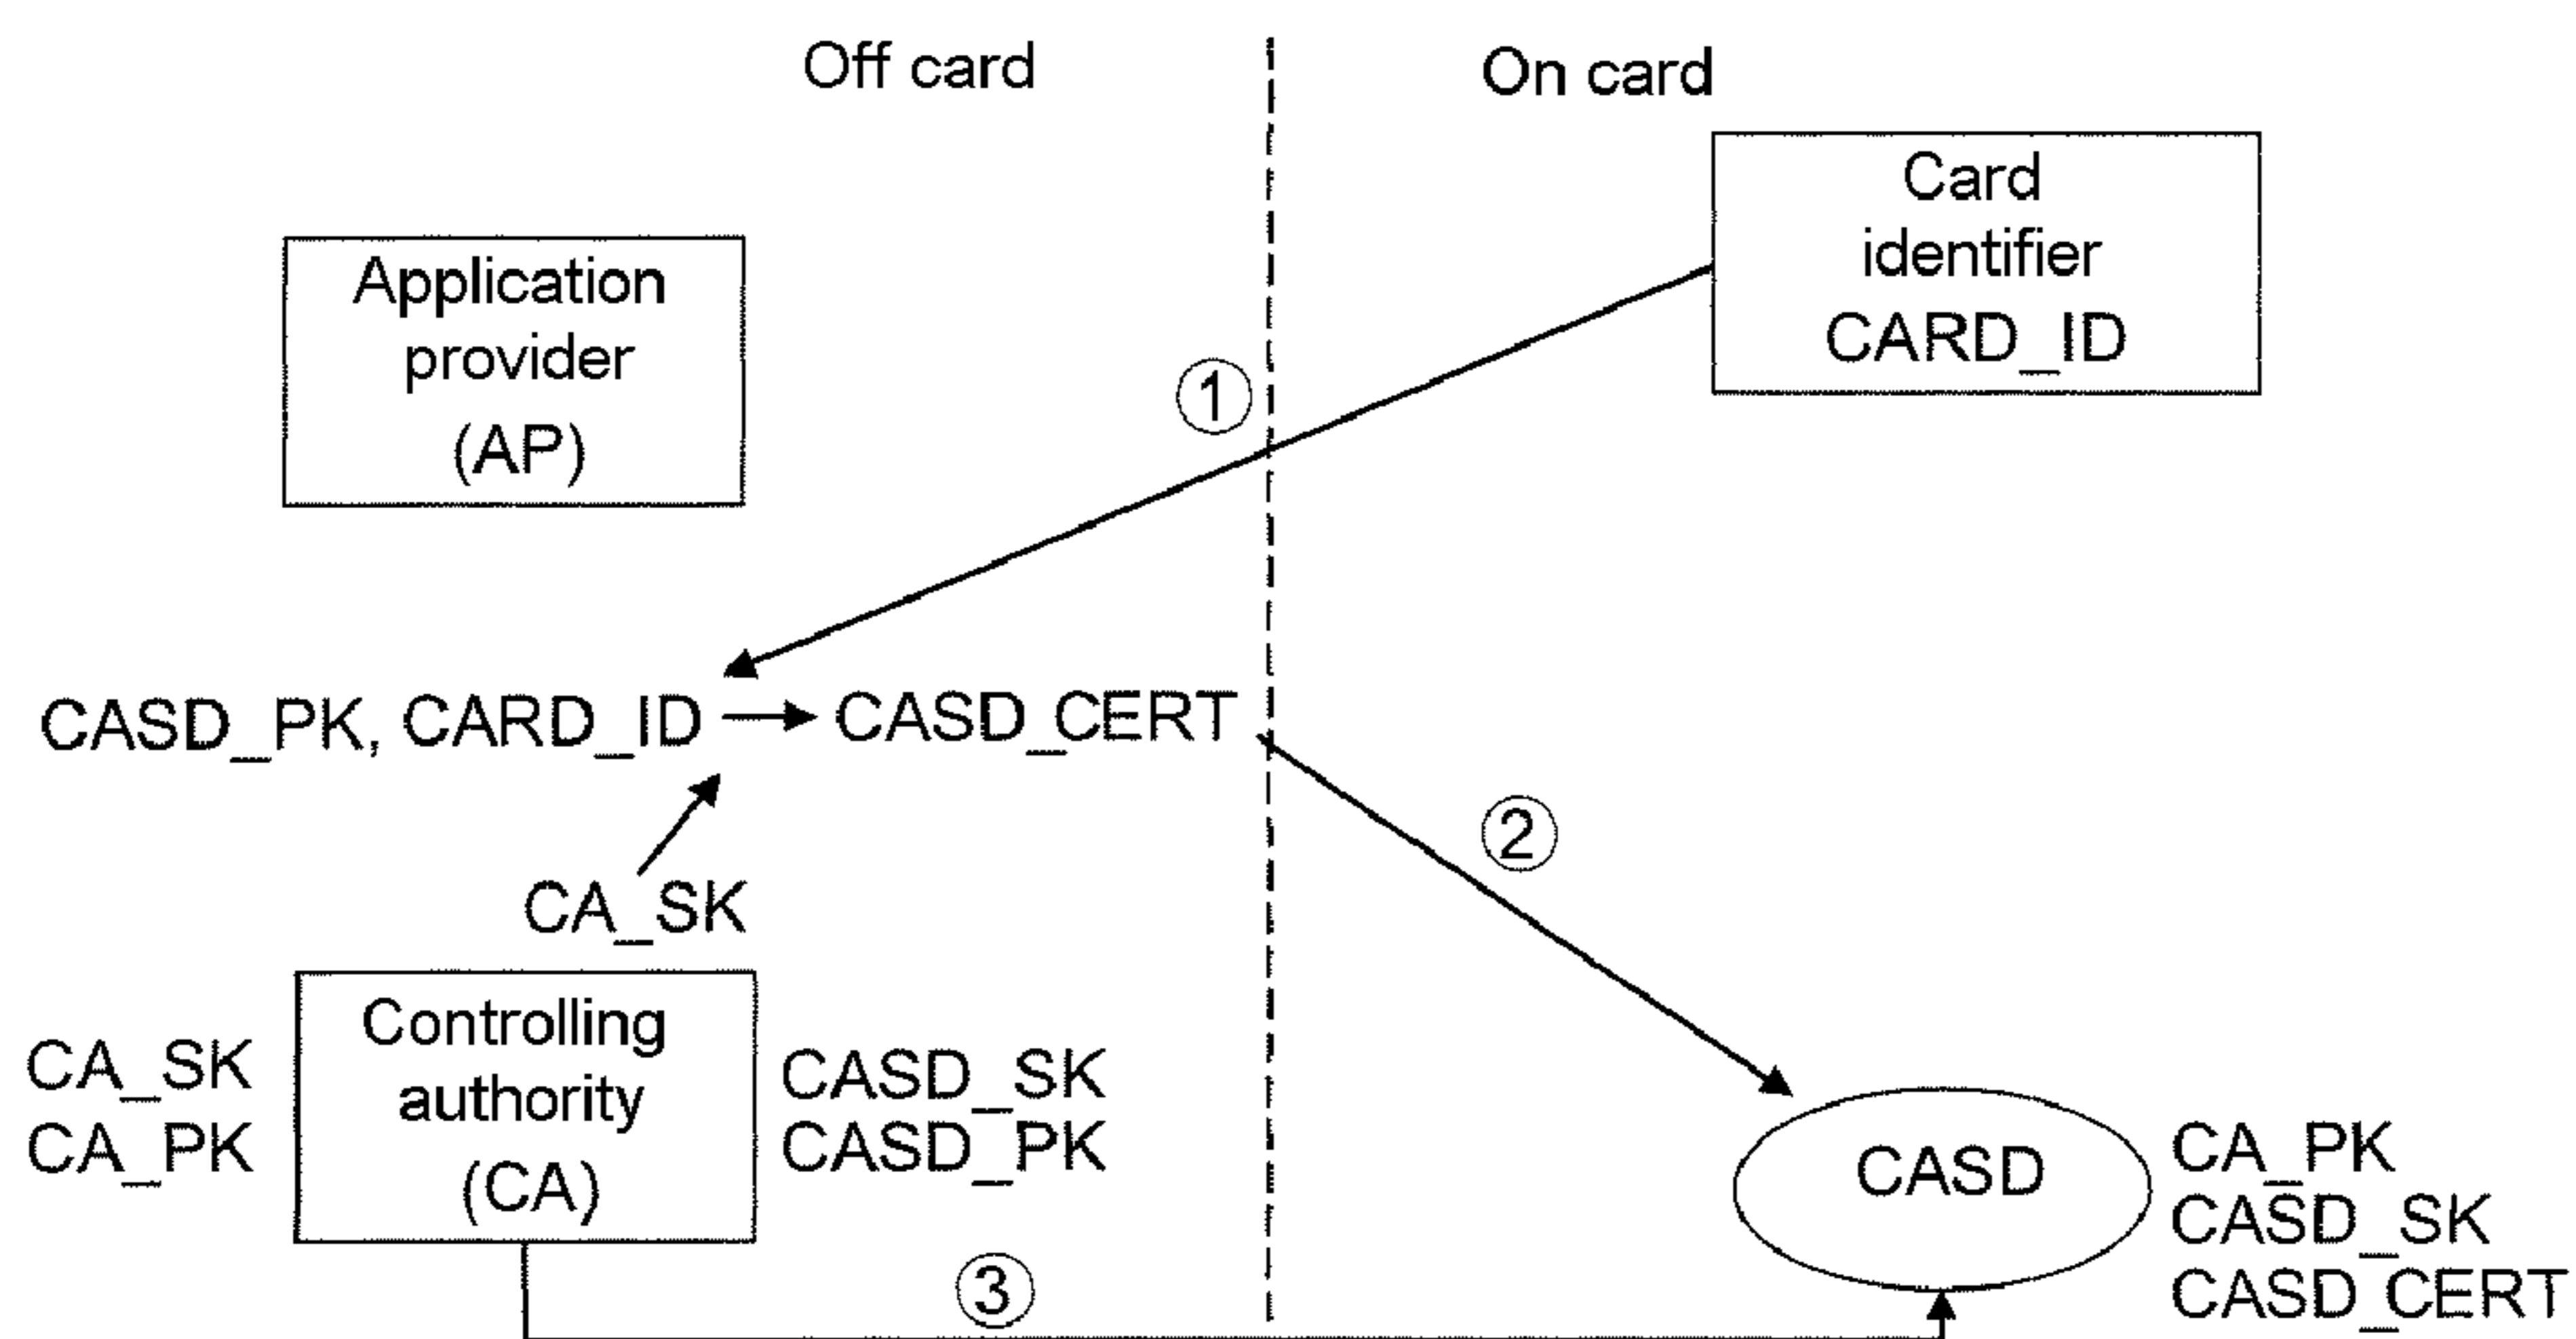 Off card
On card
Card
identifier
CARD_ID
Application
provider
(AP)
1
CASD_PK, CARD_ID
CASD_CERT
2
CA_SK
Controlling
authority
(CA)
CA_SK
CA_PK
CASD_SK
CASD_PK
CASD
CA_PK
CASD_SK
CASD_CERT
3